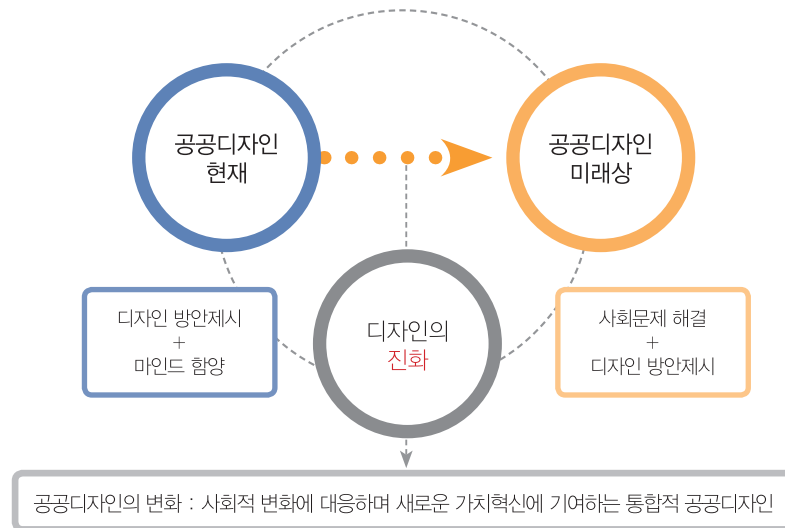 공공디자인
현재
공공디자인
미래상
디자인 방안제시
+
마인드 함양
디자인의
진화
사회문제 해결
+
디자인 방안제시
공공디자인의 변화 : 사회적 변화에 대응하며 새로운 가치혁신에 기여하는 통합적 공공디자인